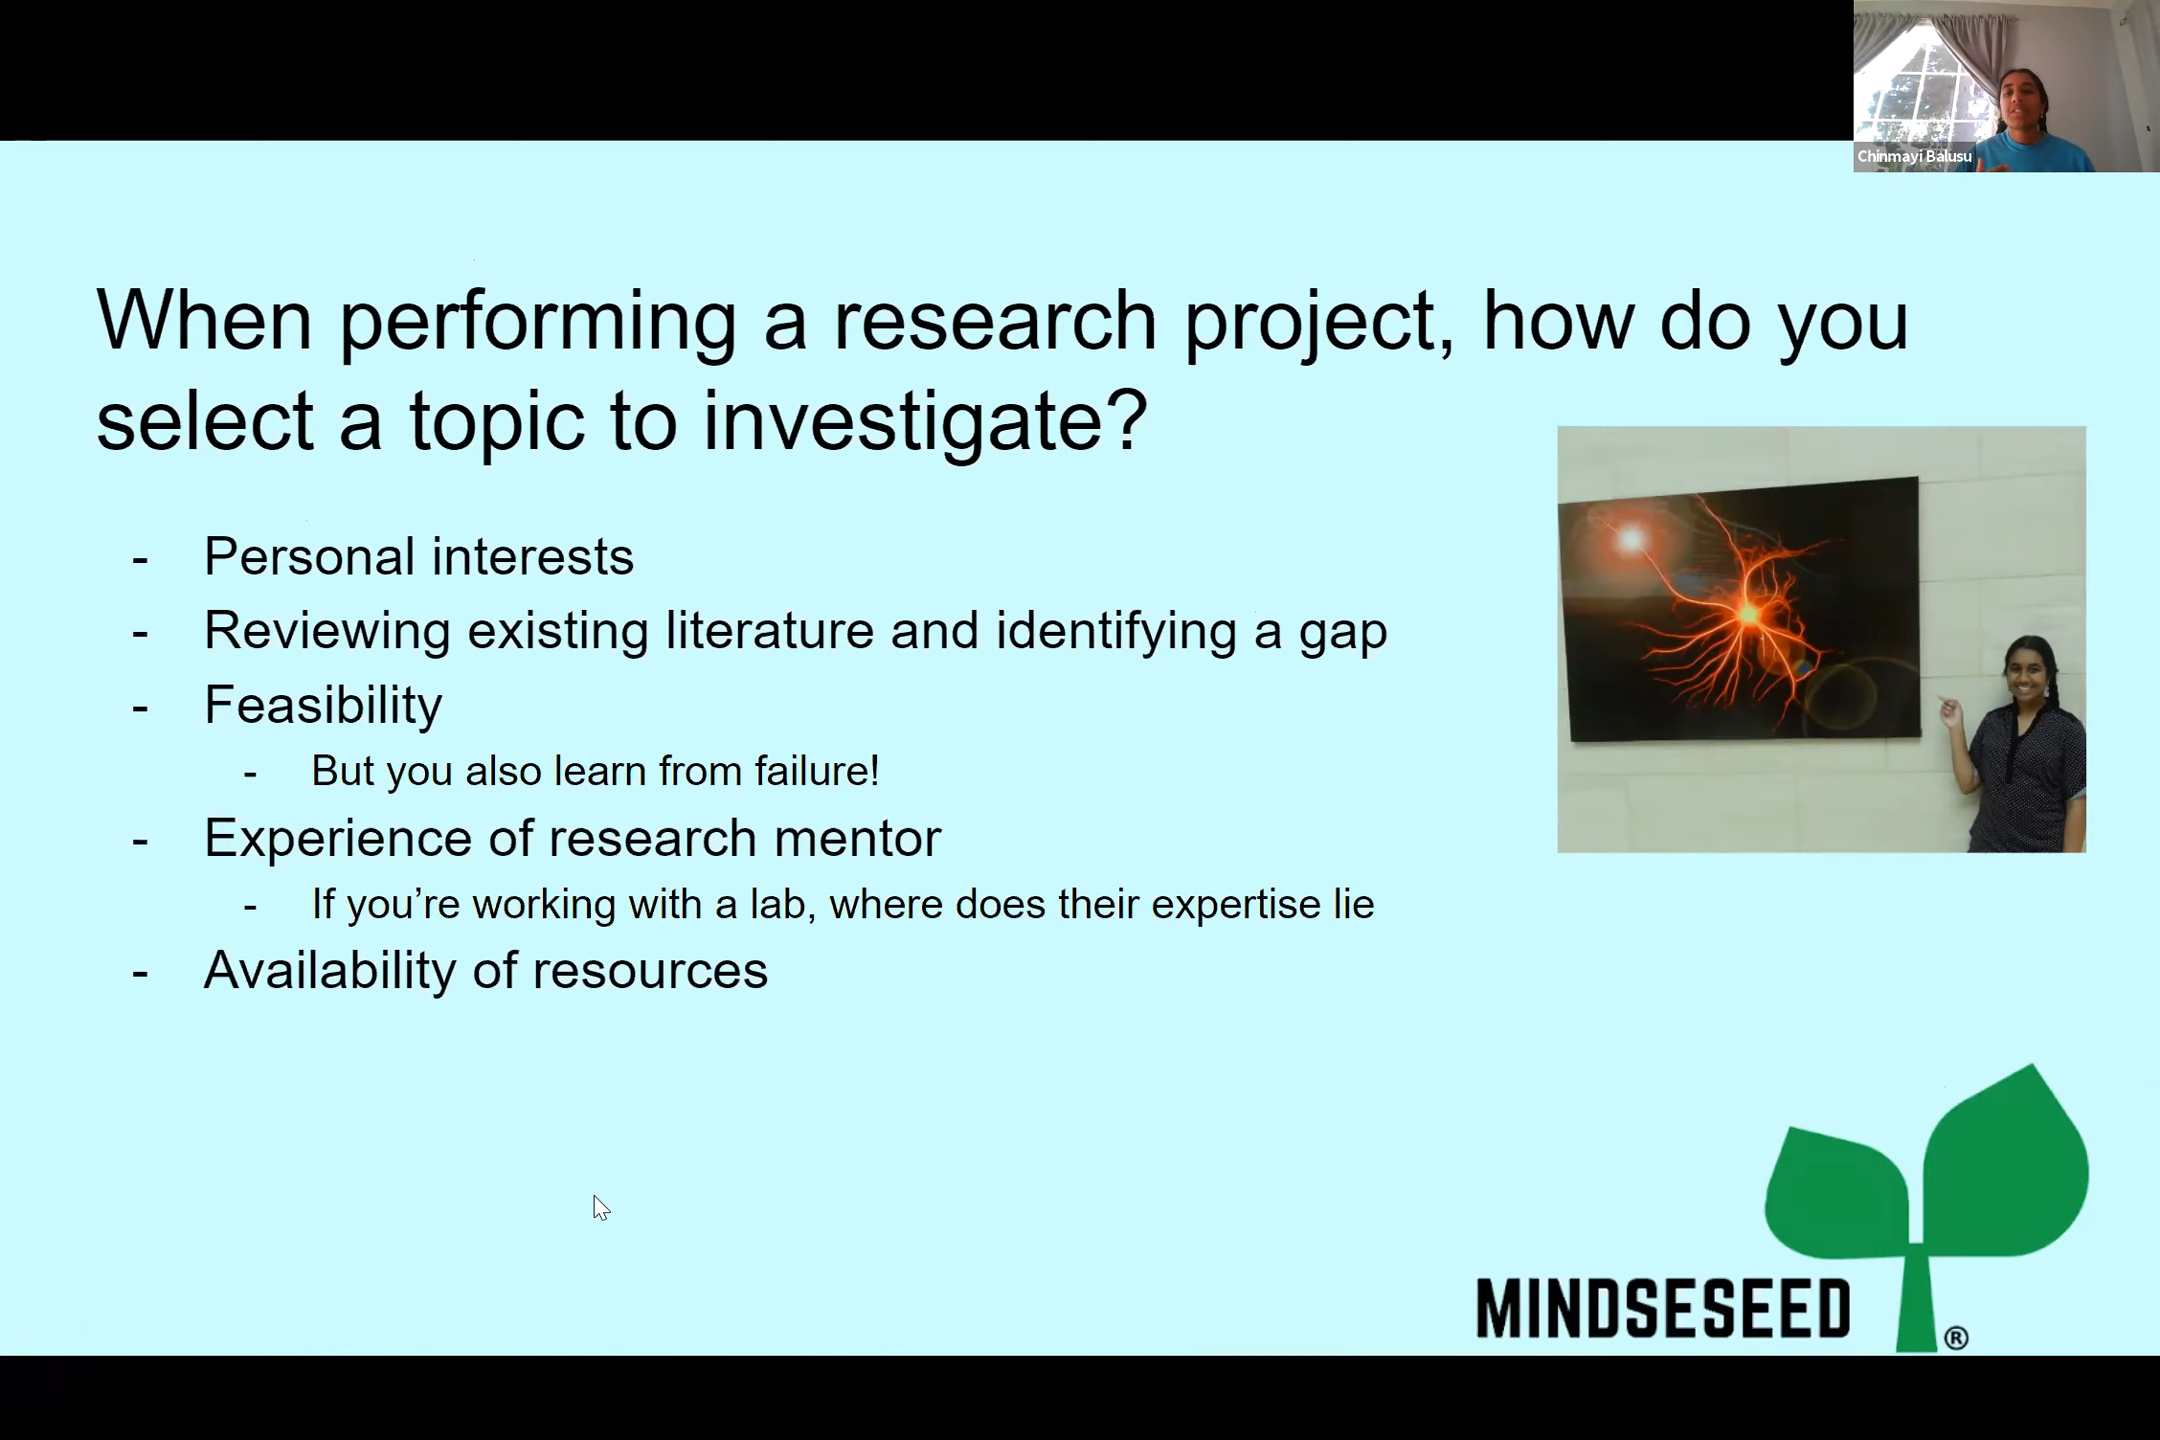 Chinmayi Balusu
When performing a research project, how do you
select a topic to investigate?
- Personal interests
- Reviewing existing literature and identifying a gap
- Feasibility
- But you also learn from failure!
- Experience of research mentor
- If you’re working with a lab, where does their expertise lie
- Availability of resources
MINDSESEED
®